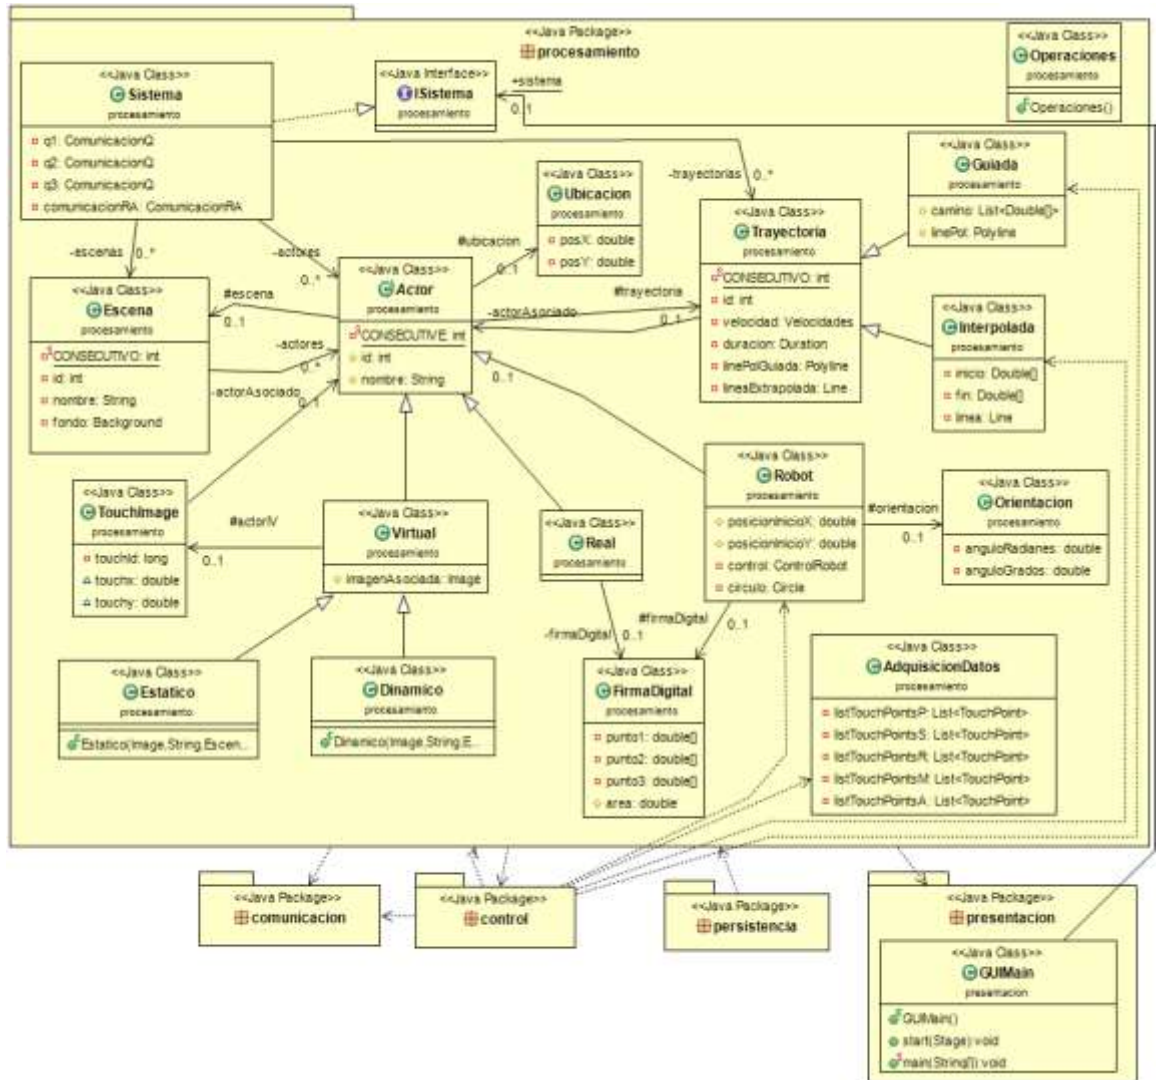 <<Java Package>>
procesamiento
<<Java Class>>
Operaciones
procesamiento
Operaciones()
<<Java Class>>
Sistema
procesamiento
q1: ComunicacionQ
q2: ComunicacionQ
q3: ComunicacionQ
comunicacionRA: ComunicacionRA
<<Java Interface>>
ISistema
procesamiento
+sistema
0..1
<<Java Class>>
Guiada
procesamiento
camino: List<Double[]>
linePol: Polyline
<<Java Class>>
Ubicacion
procesamiento
posX: double
posY: double
-trayectorias
0..*
<<Java Class>>
Trayectoria
procesamiento
CONSECUTIVO: int
id: int
velocidad: Velocidades
duracion: Duration
linePolGuiada: Polyline
lineaExtrapolada: Line
-escenas
0..*
-actores
0..*
#ubicacion
0..1
<<Java Class>>
Escena
procesamiento
CONSECUTIVO: int
id: int
nombre: String
fondo: Background
#escena
0..1
<<Java Class>>
Actor
procesamiento
CONSECUTIVE: int
id: int
nombre: String
#trayectoria
0..1
-actorAsociado
0..1
-actores
0..*
-actorAsociado
0..1
<<Java Class>>
Interpolada
procesamiento
inicio: Double[]
fin: Double[]
linea: Line
<<Java Class>>
TouchImage
procesamiento
touchId: long
touchx: double
touchy: double
#actorIV
0..1
<<Java Class>>
Virtual
procesamiento
imagenAsociada: Image
<<Java Class>>
Real
procesamiento
<<Java Class>>
Robot
procesamiento
posicionInicioX: double
posicionInicioY: double
control: ControlRobot
circulo: Circle
#orientacion
0..1
<<Java Class>>
Orientacion
procesamiento
anguloRadianes: double
anguloGrados: double
-firmaDigital
0..1
#firmaDigital
0..1
<<Java Class>>
Estatico
procesamiento
Estatico(Image,String,Escen...
<<Java Class>>
Dinamico
procesamiento
Dinamico(Image,String,E...
<<Java Class>>
FirmaDigital
procesamiento
punto1: double[]
punto2: double[]
punto3: double[]
area: double
<<Java Class>>
AdquisicionDatos
procesamiento
listTouchPointsP: List<TouchPoint>
listTouchPointsS: List<TouchPoint>
listTouchPointsR: List<TouchPoint>
listTouchPointsM: List<TouchPoint>
listTouchPointsA: List<TouchPoint>
<<Java Package>>
comunicacion
<<Java Package>>
control
<<Java Package>>
persistencia
<<Java Package>>
presentacion
<<Java Class>>
GUIMain
presentacion
GUIMain()
start(Stage):void
main(String[]):void